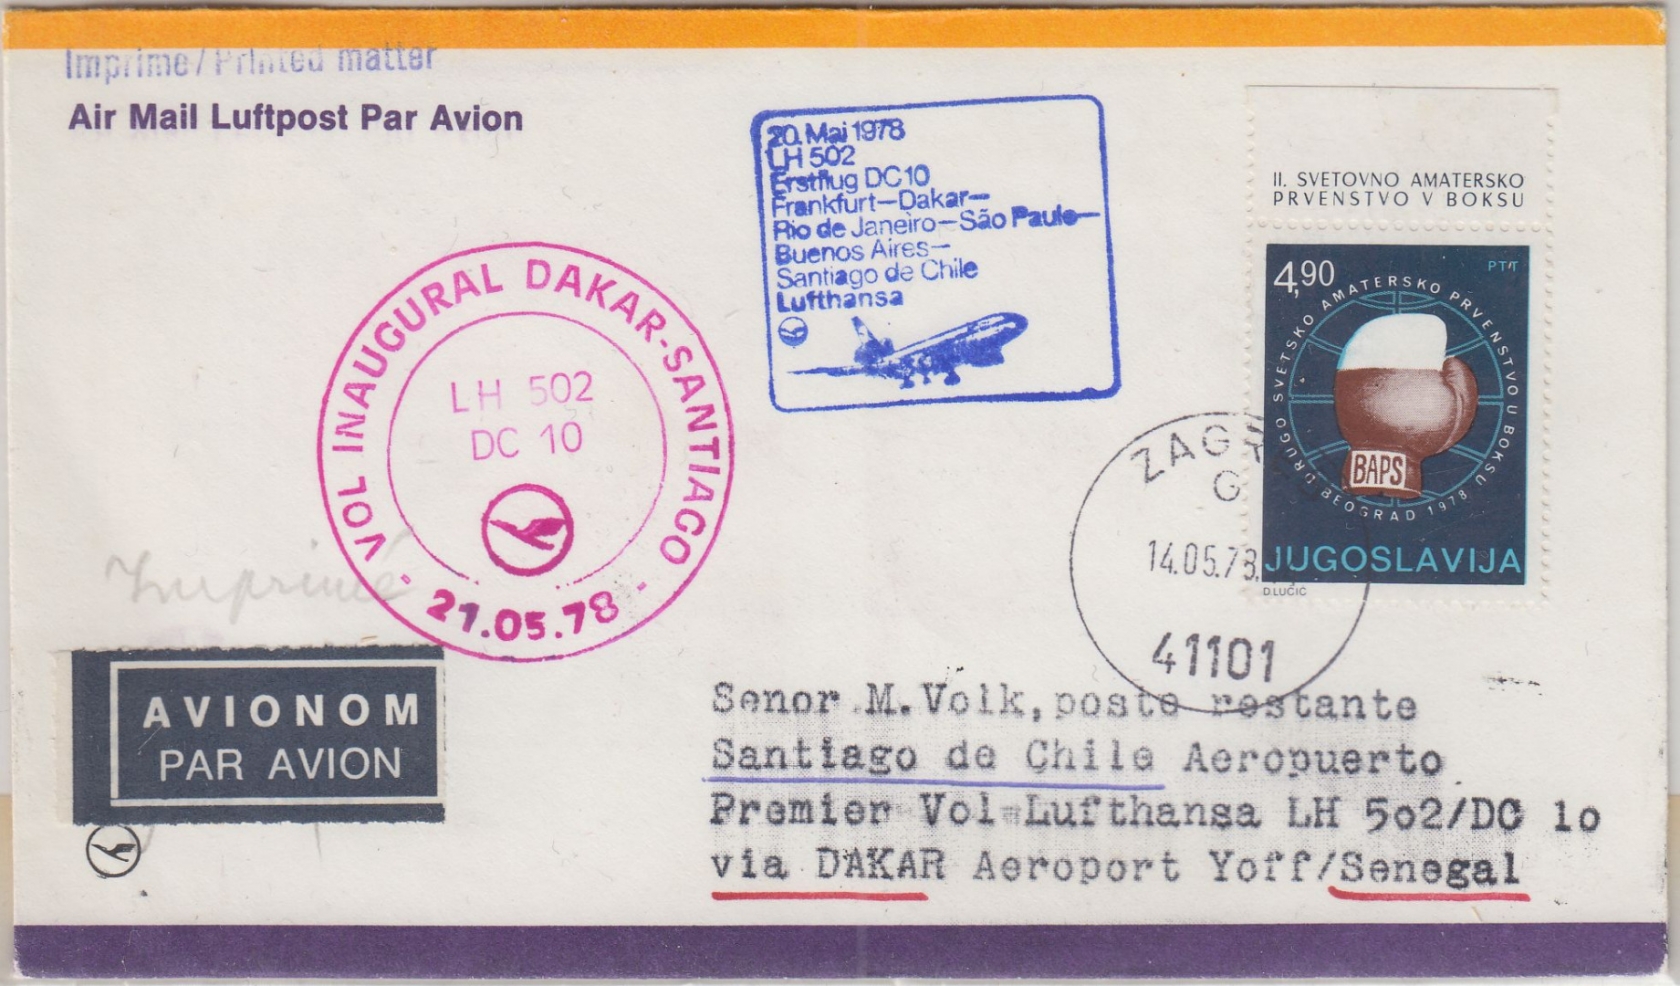 Imprime/Printed matter
Air Mail Luftpost Par Avion
20. Mai 1978
LH 502
Erstflug DC10
Frankfurt—Dakar—
Rio de Janeiro—São Paulo—
Buenos Aires—
Santiago de Chile
Lufthansa
II. SVETOVNO AMATERSKO
PRVENSTVO V BOKSU
4,90
PTT
DRUGO SVETSKO AMATERSKO PRVENSTVO U BOKSU
BEOGRAD 1978
BAPS
JUGOSLAVIJA
D.LUČIĆ
VOL INAUGURAL DAKAR-SANTIAGO
LH 502
DC 10
- 21.05.78 -
ZAG
G
14.05.78.
41101
Imprimé
AVIONOM
PAR AVION
Senor M.Volk,poste restante
Santiago de Chile Aeropuerto
Premier Vol Lufthansa LH 5o2/DC 1o
via DAKAR Aeroport Yoff/Senegal